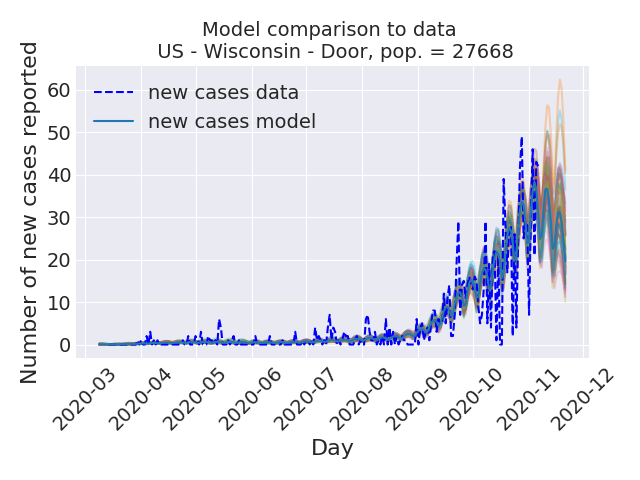 Model comparison to data
US - Wisconsin - Door, pop. = 27668
Number of new cases reported
60
50
40
30
20
10
0
new cases data
new cases model
2020-03
2020-04
2020-05
2020-06
2020-07
2020-08
2020-09
2020-10
2020-11
2020-12
Day